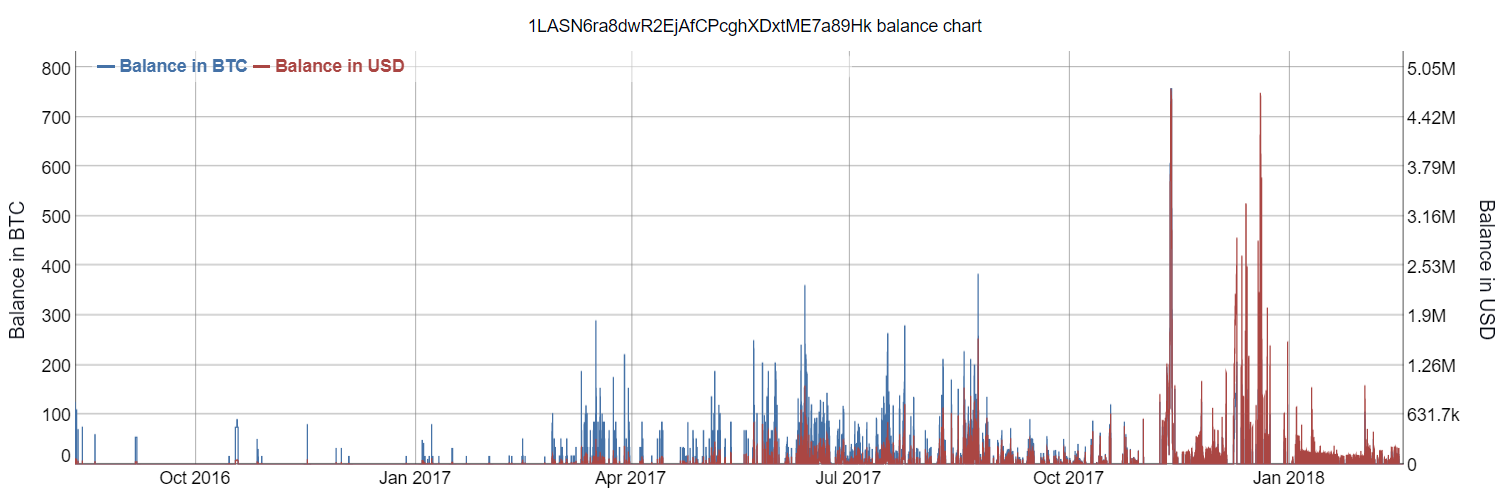 1LASN6ra8dwR2EjAfCPcghXDxtME7a89Hk balance chart
Balance in BTC Balance in USD
800 5.05M
700 4.42M
600 3.79M
500 3.16M
400 2.53M
300 1.9M
200 1.26M
100 631.7k
0 0
Balance in BTC
Balance in USD
Oct 2016 Jan 2017 Apr 2017 Jul 2017 Oct 2017 Jan 2018